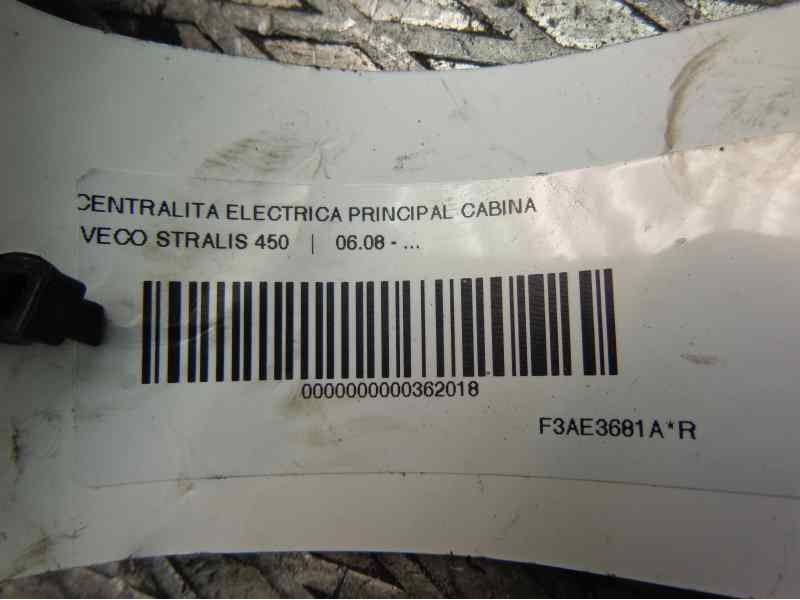 CENTRALITA ELECTRICA PRINCIPAL CABINA
VECO STRALIS 450 | 06.08 - ...
0000000000362018
F3AE3681A*R